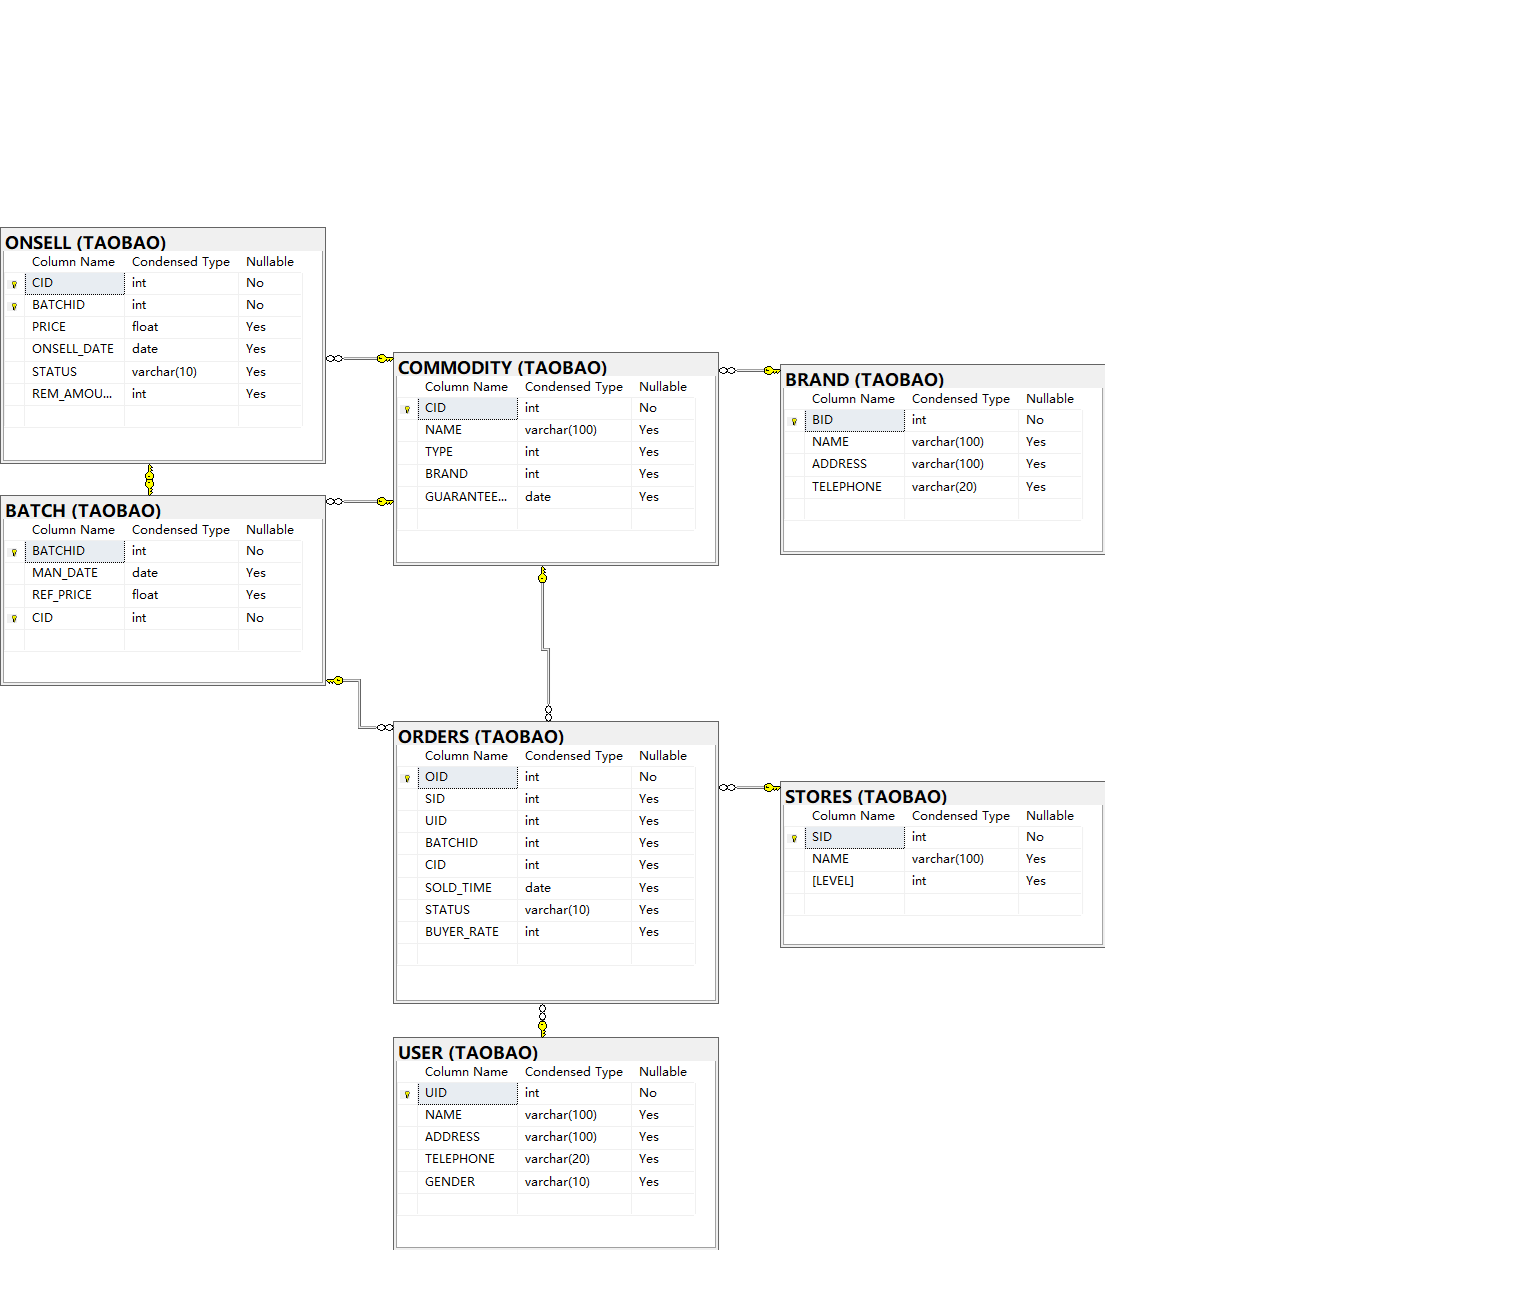 ONSELL (TAOBAO)
Column Name Condensed Type Nullable
CID int No
BATCHID int No
PRICE float Yes
ONSELL_DATE date Yes
STATUS varchar(10) Yes
REM_AMOU... int Yes
COMMODITY (TAOBAO)
Column Name Condensed Type Nullable
CID int No
NAME varchar(100) Yes
TYPE int Yes
BRAND int Yes
GUARANTEE... date Yes
BRAND (TAOBAO)
Column Name Condensed Type Nullable
BID int No
NAME varchar(100) Yes
ADDRESS varchar(100) Yes
TELEPHONE varchar(20) Yes
BATCH (TAOBAO)
Column Name Condensed Type Nullable
BATCHID int No
MAN_DATE date Yes
REF_PRICE float Yes
CID int No
ORDERS (TAOBAO)
Column Name Condensed Type Nullable
OID int No
SID int Yes
UID int Yes
BATCHID int Yes
CID int Yes
SOLD_TIME date Yes
STATUS varchar(10) Yes
BUYER_RATE int Yes
STORES (TAOBAO)
Column Name Condensed Type Nullable
SID int No
NAME varchar(100) Yes
[LEVEL] int Yes
USER (TAOBAO)
Column Name Condensed Type Nullable
UID int No
NAME varchar(100) Yes
ADDRESS varchar(100) Yes
TELEPHONE varchar(20) Yes
GENDER varchar(10) Yes